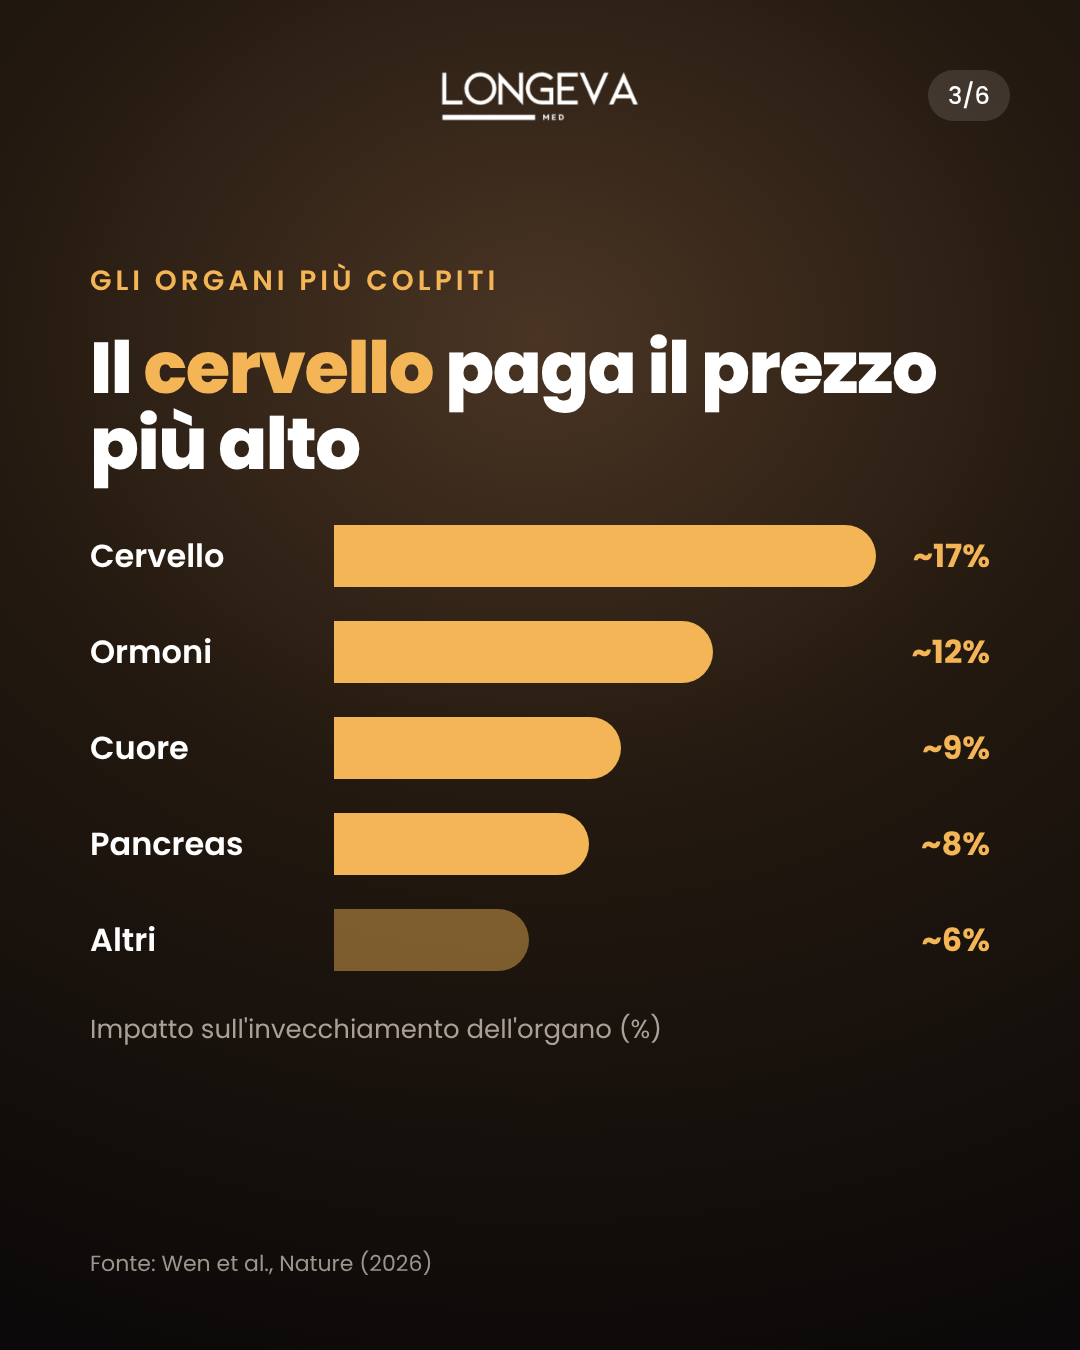 LONGEVA
MED
3/6
GLI ORGANI PIÙ COLPITI
Il cervello paga il prezzo
più alto
Cervello ~17%
Ormoni ~12%
Cuore ~9%
Pancreas ~8%
Altri ~6%
Impatto sull'invecchiamento dell'organo (%)
Fonte: Wen et al., Nature (2026)